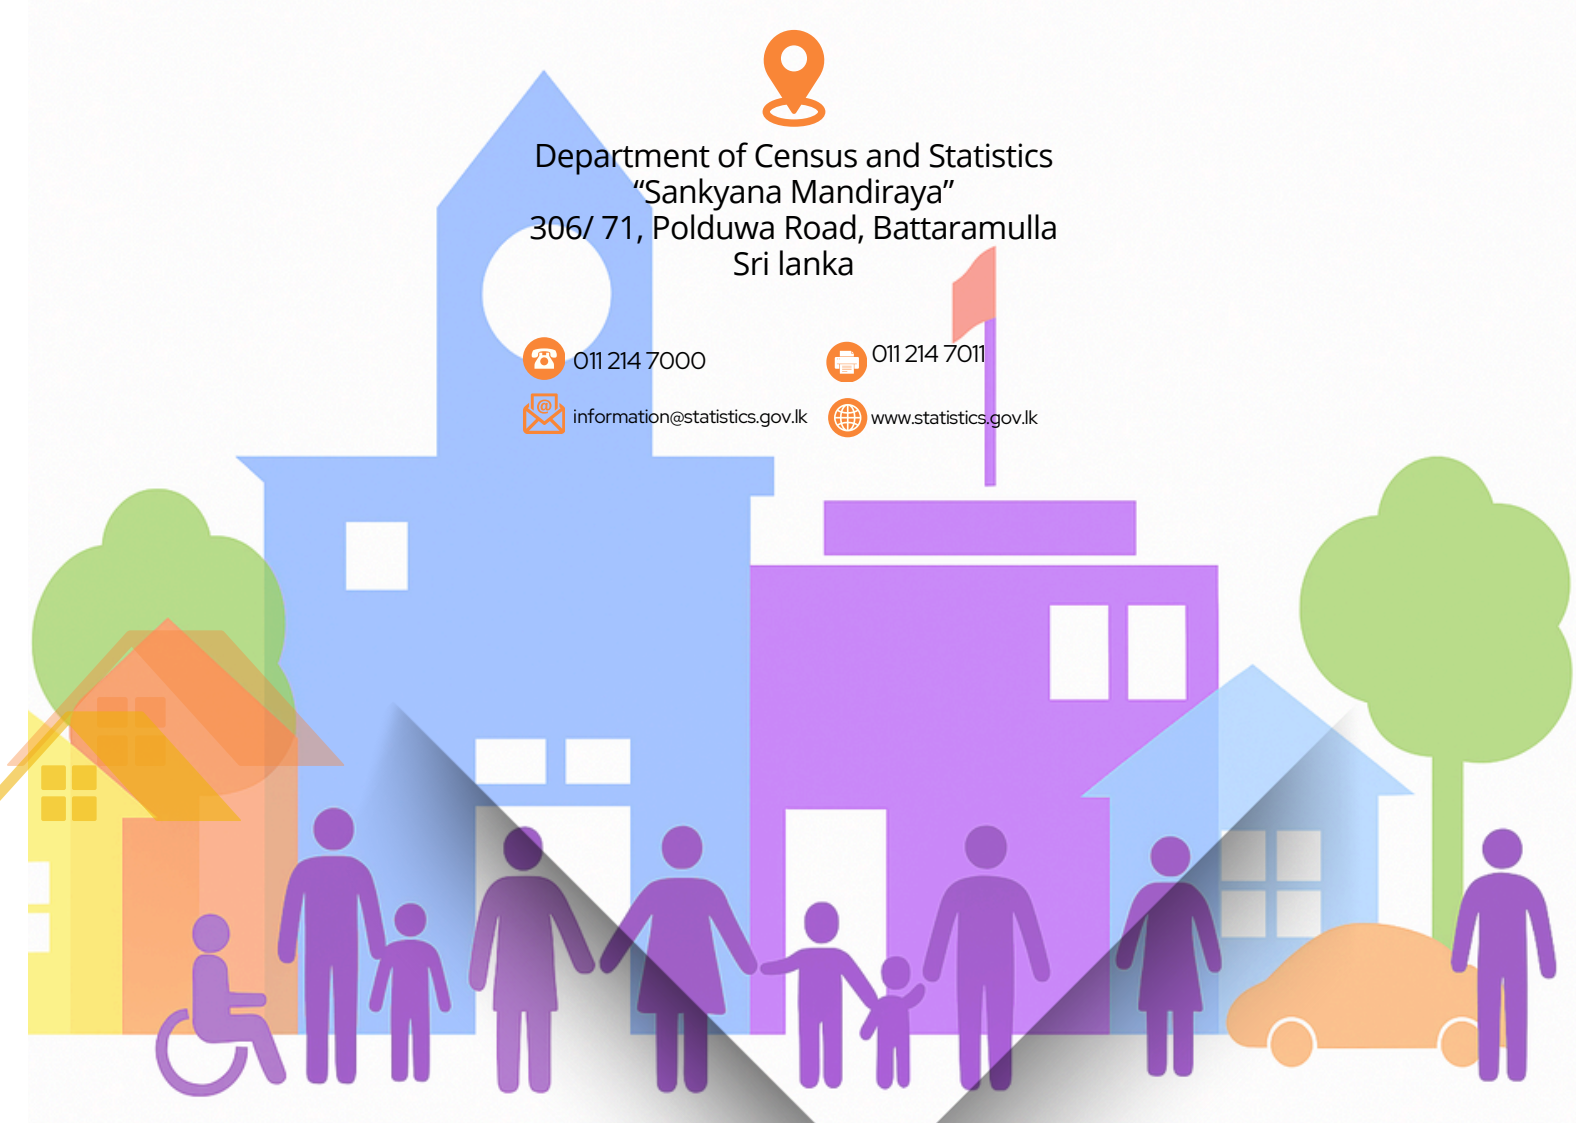 Department of Census and Statistics
“Sankyana Mandiraya”
306/ 71, Polduwa Road, Battaramulla
Sri lanka
011 214 7000
011 214 7011
information@statistics.gov.lk
www.statistics.gov.lk